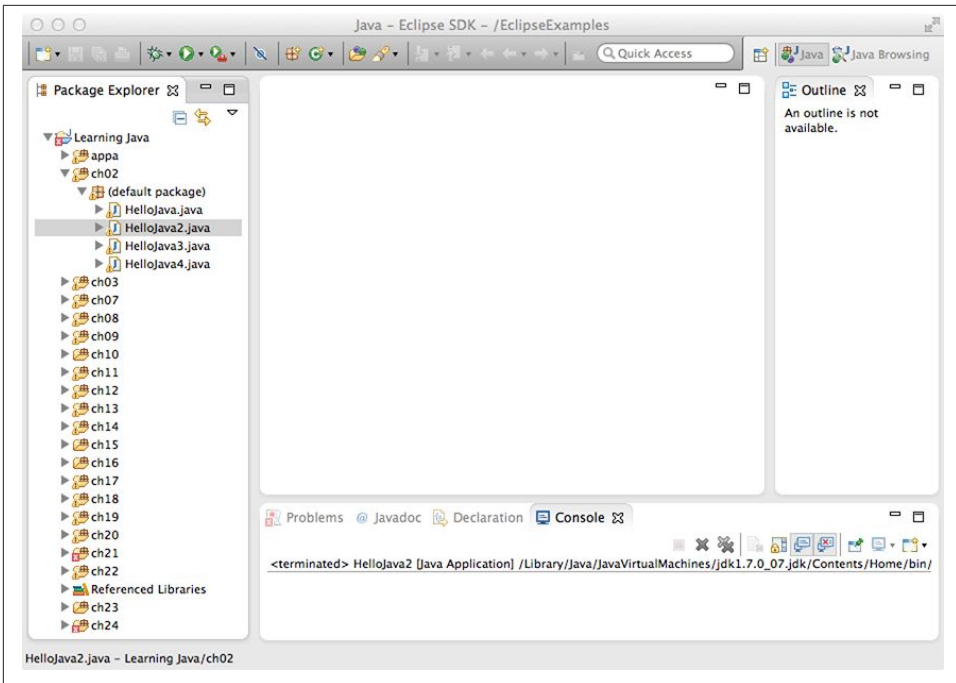 Java – Eclipse SDK – /EclipseExamples
Quick Access
Java
Java Browsing
Package Explorer
Learning Java
appa
ch02
(default package)
HelloJava.java
HelloJava2.java
HelloJava3.java
HelloJava4.java
ch03
ch07
ch08
ch09
ch10
ch11
ch12
ch13
ch14
ch15
ch16
ch17
ch18
ch19
ch20
ch21
ch22
Referenced Libraries
ch23
ch24
Outline
An outline is not
available.
Problems @ Javadoc Declaration Console
<terminated> HelloJava2 [Java Application] /Library/Java/JavaVirtualMachines/jdk1.7.0_07.jdk/Contents/Home/bin/
HelloJava2.java – Learning Java/ch02